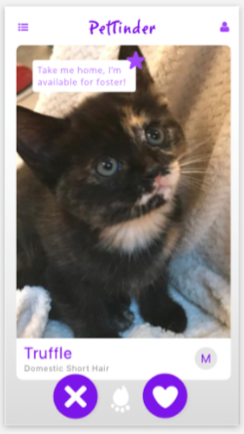 PetTinder
Take me home, I'm
available for foster!
Truffle
M
Domestic Short Hair